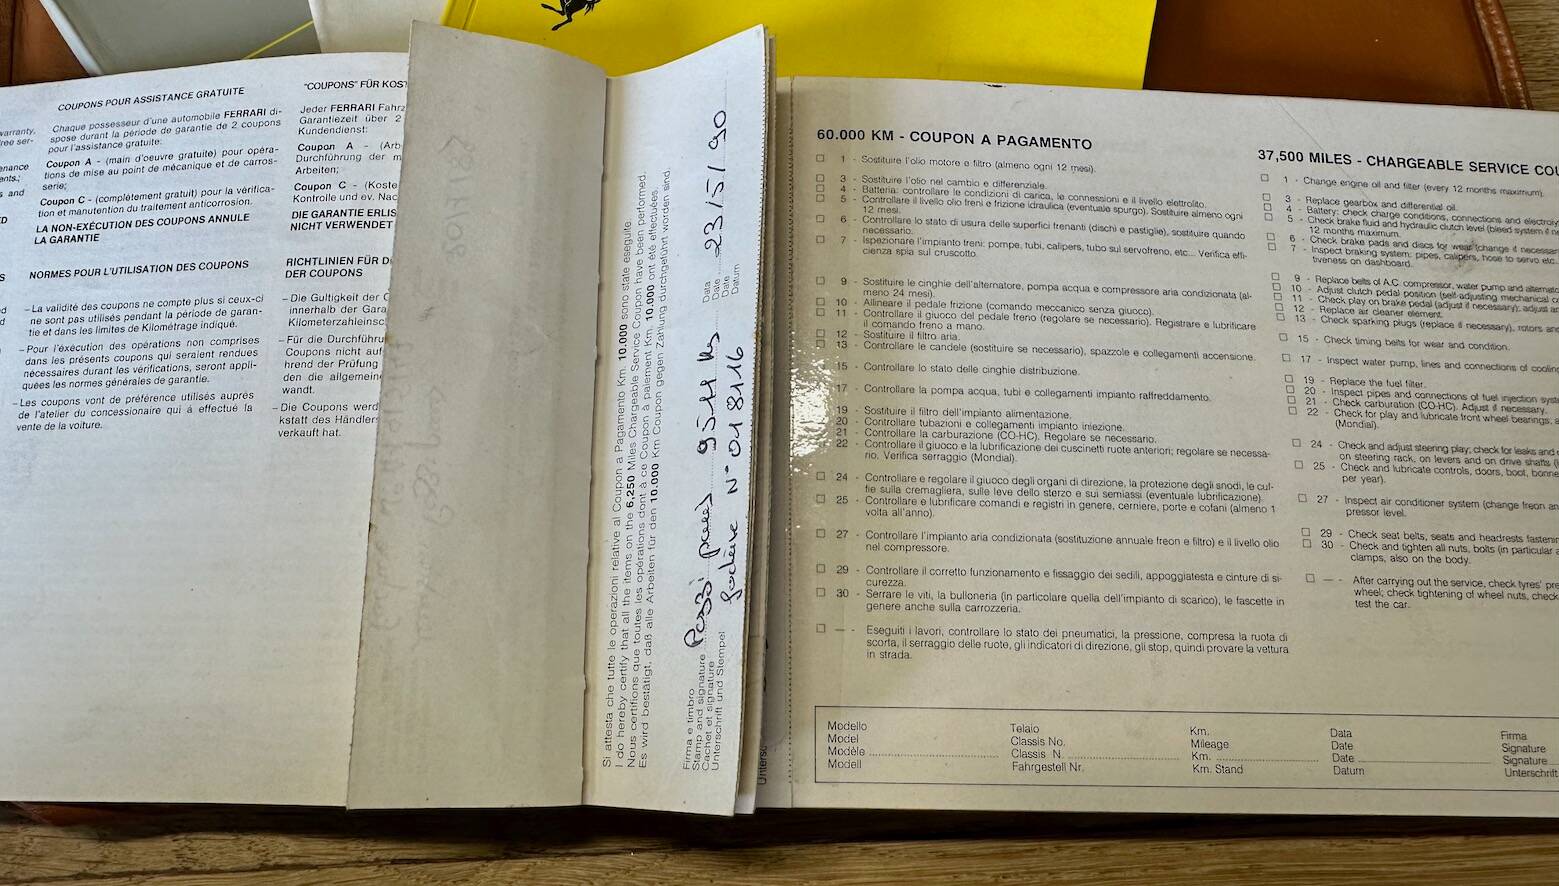 warranty,
ree ser-
enance
ents.;
s and
ED
S
ed
d
COUPONS POUR ASSISTANCE GRATUITE
Chaque possesseur d'une automobile FERRARI di-
spose durant la période de garantie de 2 coupons
pour l'assistance gratuite:
Coupon A - (main d'oeuvre gratuite) pour opéra-
tions de mise au point de mécanique et de carros-
serie;
Coupon C - (complètement gratuit) pour la vérifica-
tion et manutention du traitement anticorrosion.
LA NON-EXÉCUTION DES COUPONS ANNULE
LA GARANTIE
NORMES POUR L'UTILISATION DES COUPONS
– La validité des coupons ne compte plus si ceux-ci
ne sont pas utilisés pendant la période de garan-
tie et dans les limites de Kilométrage indiqué.
– Pour l'éxécution des opérations non comprises
dans les présents coupons qui seraient rendues
nécessaires durant les vérifications, seront appli-
quées les normes générales de garantie.
– Les coupons vont de préférence utilisés auprès
de l'atelier du concessionaire qui à effectué la
vente de la voiture.
"COUPONS" FÜR KOST
Jeder FERRARI Fahrz
Garantiezeit über 2
Kundendienst:
Coupon A - (Arb
Durchführung der m
Arbeiten;
Coupon C - (Koste
Kontrolle und ev. Nac
DIE GARANTIE ERLIS
NICHT VERWENDET
RICHTLINIEN FÜR DI
DER COUPONS
– Die Gultigkeit der C
innerhalb der Gara
Kilometerzahleinsc
– Für die Durchführu
Coupons nicht auf
hrend der Prüfung
den die allgemeine
wandt.
– Die Coupons werd
kstatt des Händlers
verkauft hat.
Si attesta che tutte le operazioni relative al Coupon a Pagamento Km. 10.000 sono state eseguite.
I do hereby certify that all the items on the 6,250 Miles Chargeable Service Coupon have been performed.
Nous certifions que toutes les opérations dont à ce Coupon à paiement Km. 10.000 ont été effectuées.
Es wird bestätigt, daß alle Arbeiten für den 10.000 Km Coupon gegen Zahlung durchgeführt worden sind.
Firma e timbro
Stamp and signature
Cachet et signature
Unterschrift und Stempel
Data
Date
Date
Datum
23/5/90
N° 018116
Untersc
60.000 KM - COUPON A PAGAMENTO
1 - Sostituire l'olio motore e filtro (almeno ogni 12 mesi).
3 - Sostituire l'olio nel cambio e differenziale.
4 - Batteria: controllare le condizioni di carica, le connessioni e il livello elettrolito.
5 - Controllare il livello olio freni e frizione idraulica (eventuale spurgo). Sostituire almeno ogni
12 mesi.
6 - Controllare lo stato di usura delle superfici frenanti (dischi e pastiglie), sostituire quando
necessario.
7 - Ispezionare l'impianto freni: pompe, tubi, calipers, tubo sul servofreno, etc... Verifica effi-
cienza spia sul cruscotto.
9 - Sostituire le cinghie dell'alternatore, pompa acqua e compressore aria condizionata (al-
meno 24 mesi).
10 - Allineare il pedale frizione (comando meccanico senza giuoco).
11 - Controllare il giuoco del pedale freno (regolare se necessario). Registrare e lubrificare
il comando freno a mano.
12 - Sostituire il filtro aria.
13 - Controllare le candele (sostituire se necessario), spazzole e collegamenti accensione.
15 - Controllare lo stato delle cinghie distribuzione.
17 - Controllare la pompa acqua, tubi e collegamenti impianto raffreddamento.
19 - Sostituire il filtro dell'impianto alimentazione.
20 - Controllare tubazioni e collegamenti impianto iniezione.
21 - Controllare la carburazione (CO-HC). Regolare se necessario.
22 - Controllare il giuoco e la lubrificazione dei cuscinetti ruote anteriori; regolare se necessa-
rio. Verifica serraggio (Mondial).
24 - Controllare e regolare il giuoco degli organi di direzione, la protezione degli snodi, le cuf-
fie sulla cremagliera, sulle leve dello sterzo e sui semiassi (eventuale lubrificazione).
25 - Controllare e lubrificare comandi e registri in genere, cerniere, porte e cofani (almeno 1
volta all'anno).
27 - Controllare l'impianto aria condizionata (sostituzione annuale freon e filtro) e il livello olio
nel compressore.
29 - Controllare il corretto funzionamento e fissaggio dei sedili, appoggiatesta e cinture di si-
curezza.
30 - Serrare le viti, la bulloneria (in particolare quella dell'impianto di scarico), le fascette in
genere anche sulla carrozzeria.
— - Eseguiti i lavori, controllare lo stato dei pneumatici, la pressione, compresa la ruota di
scorta, il serraggio delle ruote, gli indicatori di direzione, gli stop, quindi provare la vettura
in strada.
37,500 MILES - CHARGEABLE SERVICE COU
1 - Change engine oil and filter (every 12 months maximum).
3 - Replace gearbox and differential oil.
4 - Battery: check charge conditions, connections and electroly
5 - Check brake fluid and hydraulic clutch level (bleed system if ne
12 months maximum.
6 - Check brake pads and discs for wear (change if necessar
7 - Inspect braking system: pipes, calipers, hose to servo etc.
tiveness on dashboard.
9 - Replace belts of A.C compressor, water pump and alternato
10 - Adjust clutch pedal position (self-adjusting mechanical c
11 - Check play on brake pedal (adjust if necessary); adjust a
12 - Replace air cleaner element.
13 - Check sparking plugs (replace if necessary), rotors an
15 - Check timing belts for wear and condition.
17 - Inspect water pump, lines and connections of coolin
19 - Replace the fuel filter.
20 - Inspect pipes and connections of fuel injection syst
21 - Check carburation (CO-HC). Adjust if necessary.
22 - Check for play and lubricate front wheel bearings, a
(Mondial).
24 - Check and adjust steering play; check for leaks and
on steering rack, on levers and on drive shafts (
25 - Check and lubricate controls, doors, boot, bonne
per year).
27 - Inspect air conditioner system (change freon an
pressor level.
29 - Check seat belts, seats and headrests fastenin
30 - Check and tighten all nuts, bolts (in particular a
clamps, also on the body.
— - After carrying out the service, check tyres' pre
wheel; check tightening of wheel nuts, check
test the car.
Modello
Model
Modèle
Modell
Telaio
Classis No.
Classis N.
Fahrgestell Nr.
Km.
Mileage
Km.
Km. Stand
Data
Date
Date
Datum
Firma
Signature
Signature
Unterschrift